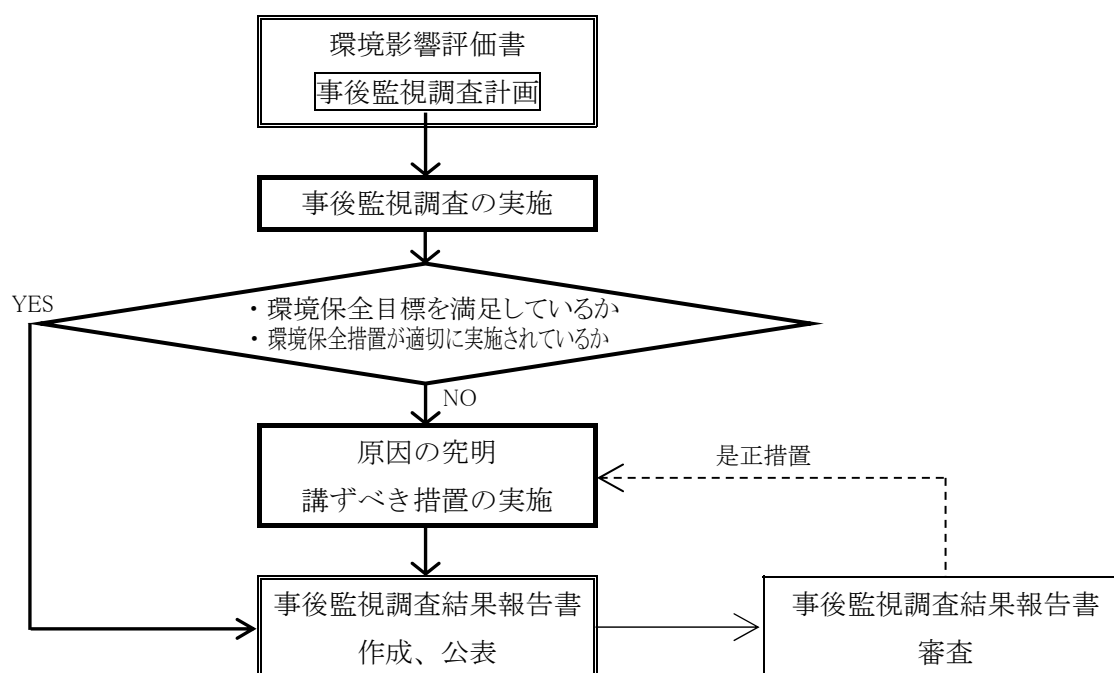 環境影響評価書
事後監視調査計画
事後監視調査の実施
YES
・環境保全目標を満足しているか
・環境保全措置が適切に実施されているか
NO
原因の究明
講ずべき措置の実施
是正措置
事後監視調査結果報告書
作成、公表
事後監視調査結果報告書
審査